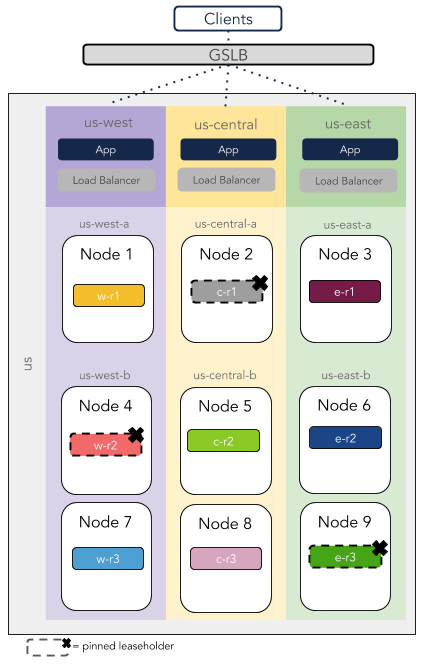 Clients
GSLB
us-west
us-central
us-east
App
App
App
Load Balancer
Load Balancer
Load Balancer
us-west-a
us-central-a
us-east-a
Node 1
Node 2
Node 3
w-r1
c-r1
e-r1
us
us-west-b
us-central-b
us-east-b
Node 4
Node 5
Node 6
w-r2
c-r2
e-r2
Node 7
Node 8
Node 9
w-r3
c-r3
e-r3
= pinned leaseholder